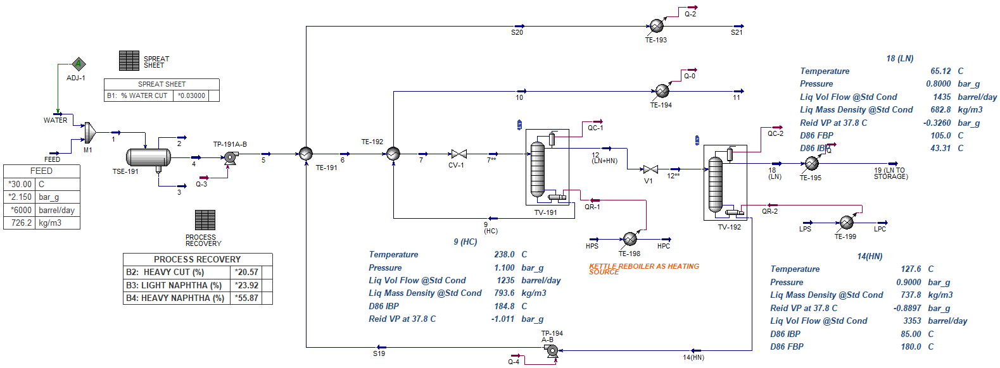 Q-2
S20
TE-193
S21
A
ADJ-1
SPREAT
SHEET
SPREAT SHEET
B1: % WATER CUT *0.03000
Q-0
10
TE-194
11
18 (LN)
Temperature 65.12 C
Pressure 0.8000 bar_g
Liq Vol Flow @Std Cond 1435 barrel/day
Liq Mass Density @Std Cond 682.8 kg/m3
Reid VP at 37.8 C -0.3260 bar_g
D86 FBP 105.0 C
D86 IBP 43.31 C
WATER
M1
1
FEED
2
TSE-191
4
3
TP-191A-B
Q-3
5
TE-191
6
TE-192
7
CV-1
7**
QC-1
12
(LN+HN)
V1
12**
QC-2
18
(LN)
Q
TE-195
19 (LN TO
STORAGE)
TV-191
QR-1
9
(HC)
TV-192
QR-2
LPS
TE-199
LPC
HPS
TE-198
HPC
KETTLE REBOILER AS HEATING
SOURCE
FEED
*30.00 C
*2.150 bar_g
*6000 barrel/day
726.2 kg/m3
PROCESS
RECOVERY
PROCESS RECOVERY
B2: HEAVY CUT (%) *20.57
B3: LIGHT NAPHTHA (%) *23.92
B4: HEAVY NAPHTHA (%) *55.87
9 (HC)
Temperature 238.0 C
Pressure 1.100 bar_g
Liq Vol Flow @Std Cond 1235 barrel/day
Liq Mass Density @Std Cond 793.6 kg/m3
D86 IBP 184.8 C
Reid VP at 37.8 C -1.011 bar_g
14(HN)
Temperature 127.6 C
Pressure 0.9000 bar_g
Liq Mass Density @Std Cond 737.8 kg/m3
Reid VP at 37.8 C -0.8897 bar_g
Liq Vol Flow @Std Cond 3353 barrel/day
D86 IBP 85.00 C
D86 FBP 180.0 C
S19
TP-194
A-B
Q-4
14(HN)